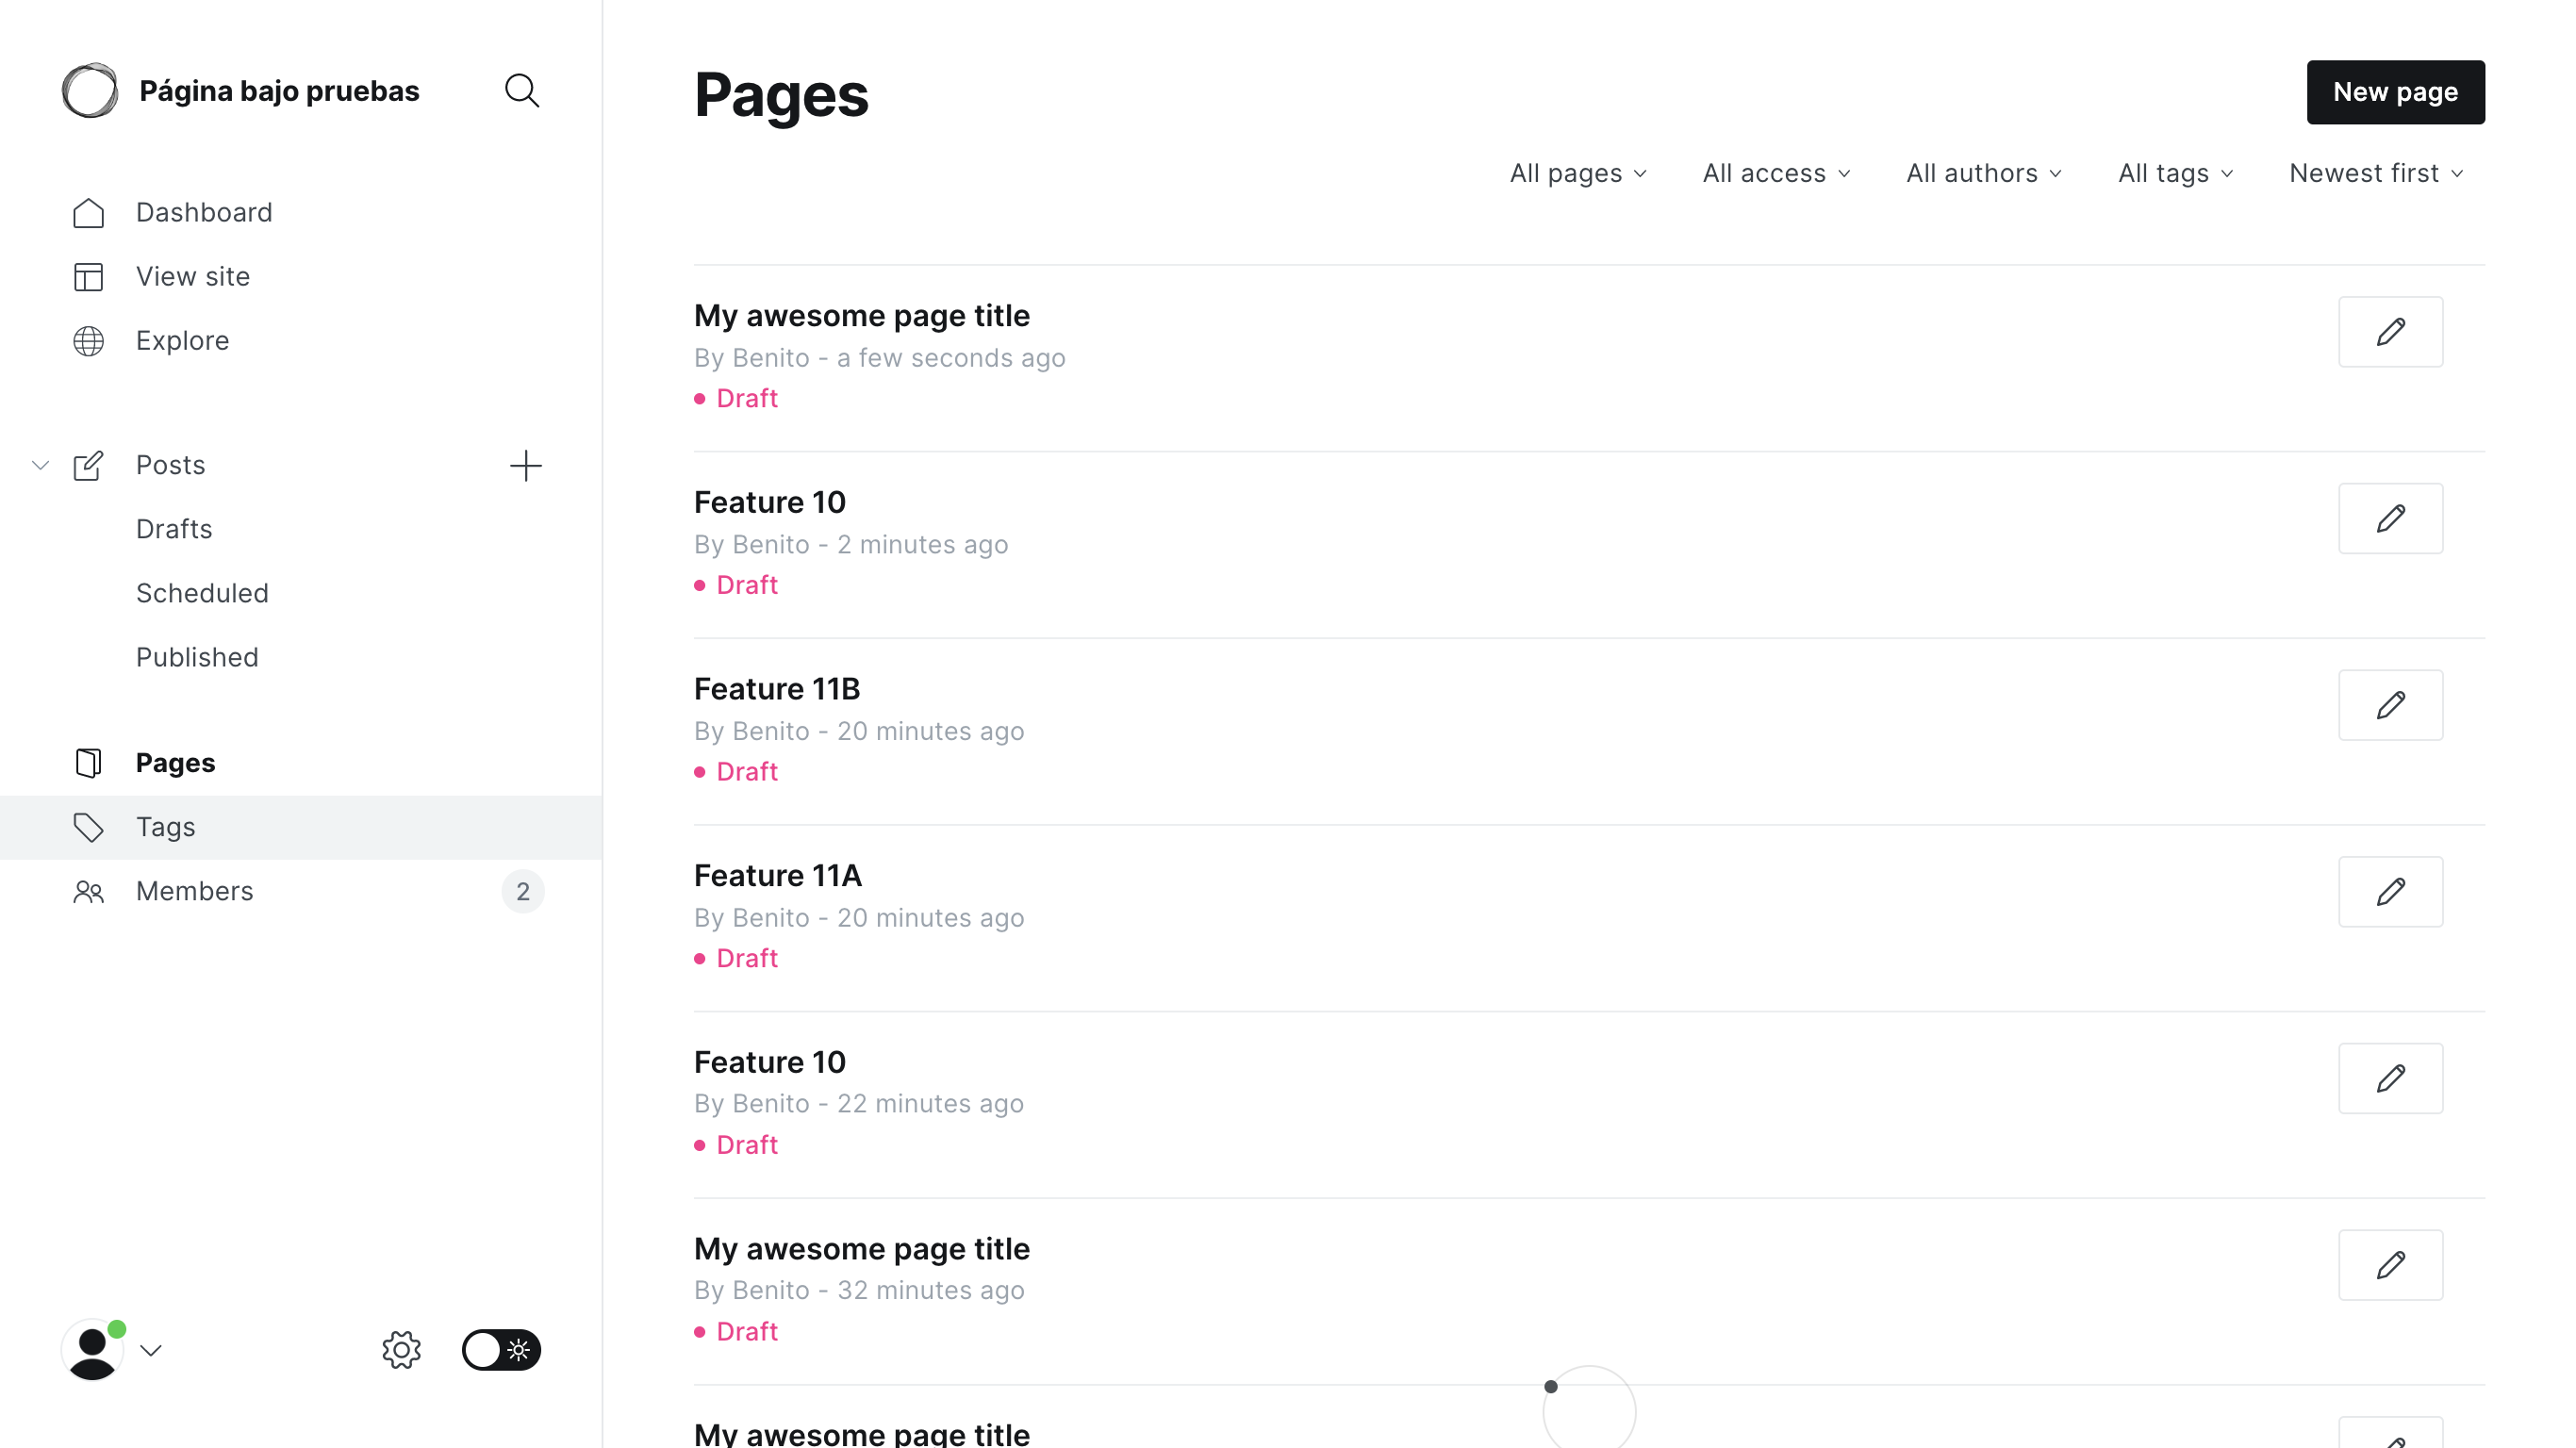 Página bajo pruebas
Dashboard
View site
Explore
Posts
Drafts
Scheduled
Published
Pages
Tags
Members 2
Pages
New page
All pages All access All authors All tags Newest first
My awesome page title
By Benito - a few seconds ago
Draft
Feature 10
By Benito - 2 minutes ago
Draft
Feature 11B
By Benito - 20 minutes ago
Draft
Feature 11A
By Benito - 20 minutes ago
Draft
Feature 10
By Benito - 22 minutes ago
Draft
My awesome page title
By Benito - 32 minutes ago
Draft
My awesome page title